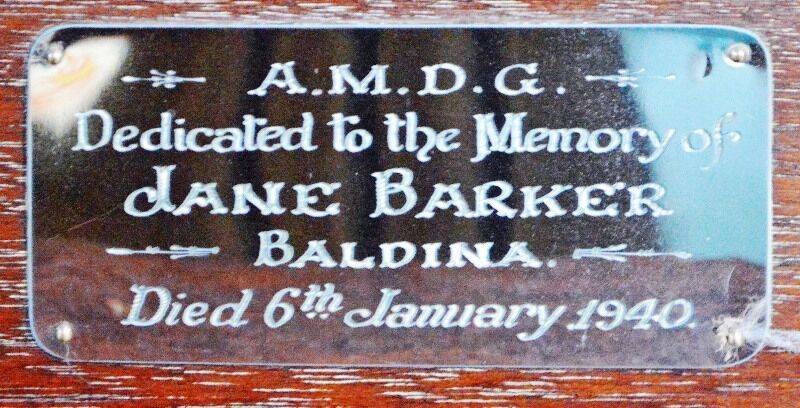 A.M.D.G.
Dedicated to the Memory of
JANE BARKER
BALDINA.
Died 6th January 1940.